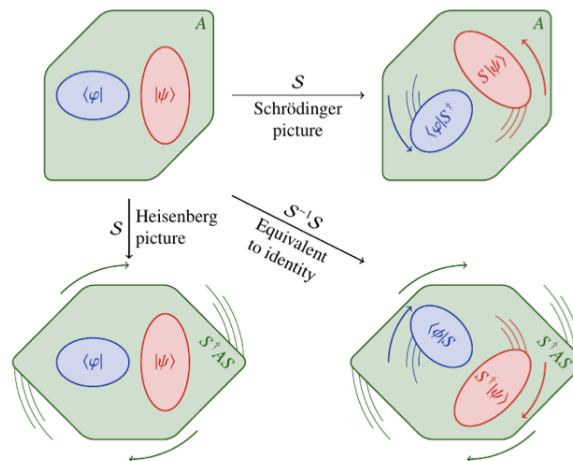 A
⟨φ|
|ψ⟩
S
Schrödinger
picture
A
S|ψ⟩
⟨φ|S†
S
Heisenberg
picture
S⁻¹S
Equivalent
to identity
⟨φ|
|ψ⟩
S†AS
⟨ϕ|S
S†|ψ⟩
S†AS